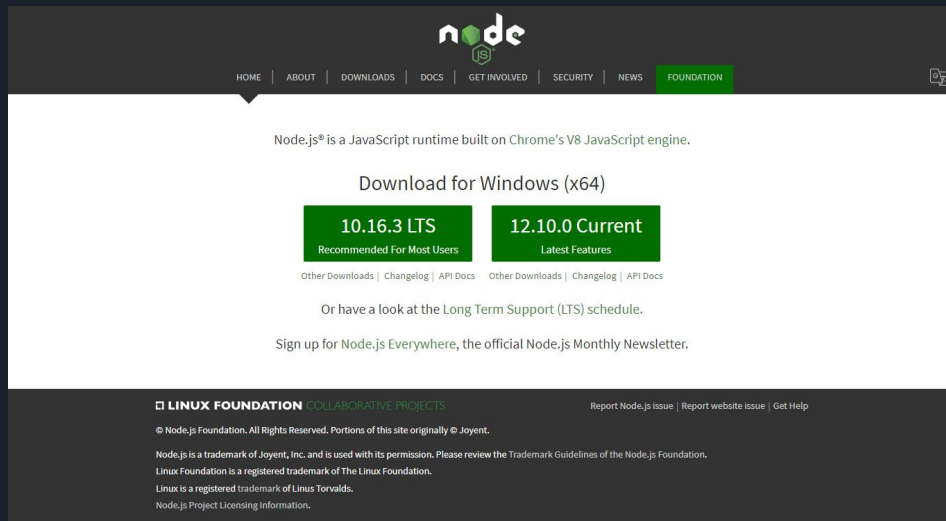 node
JS
HOME | ABOUT | DOWNLOADS | DOCS | GET INVOLVED | SECURITY | NEWS FOUNDATION
Node.js® is a JavaScript runtime built on Chrome's V8 JavaScript engine.
Download for Windows (x64)
10.16.3 LTS
Recommended For Most Users
12.10.0 Current
Latest Features
Other Downloads | Changelog | API Docs
Other Downloads | Changelog | API Docs
Or have a look at the Long Term Support (LTS) schedule.
Sign up for Node.js Everywhere, the official Node.js Monthly Newsletter.
LINUX FOUNDATION COLLABORATIVE PROJECTS
Report Node.js issue | Report website issue | Get Help
© Node.js Foundation. All Rights Reserved. Portions of this site originally © Joyent.
Node.js is a trademark of Joyent, Inc. and is used with its permission. Please review the Trademark Guidelines of the Node.js Foundation.
Linux Foundation is a registered trademark of The Linux Foundation.
Linux is a registered trademark of Linus Torvalds.
Node.js Project Licensing Information.